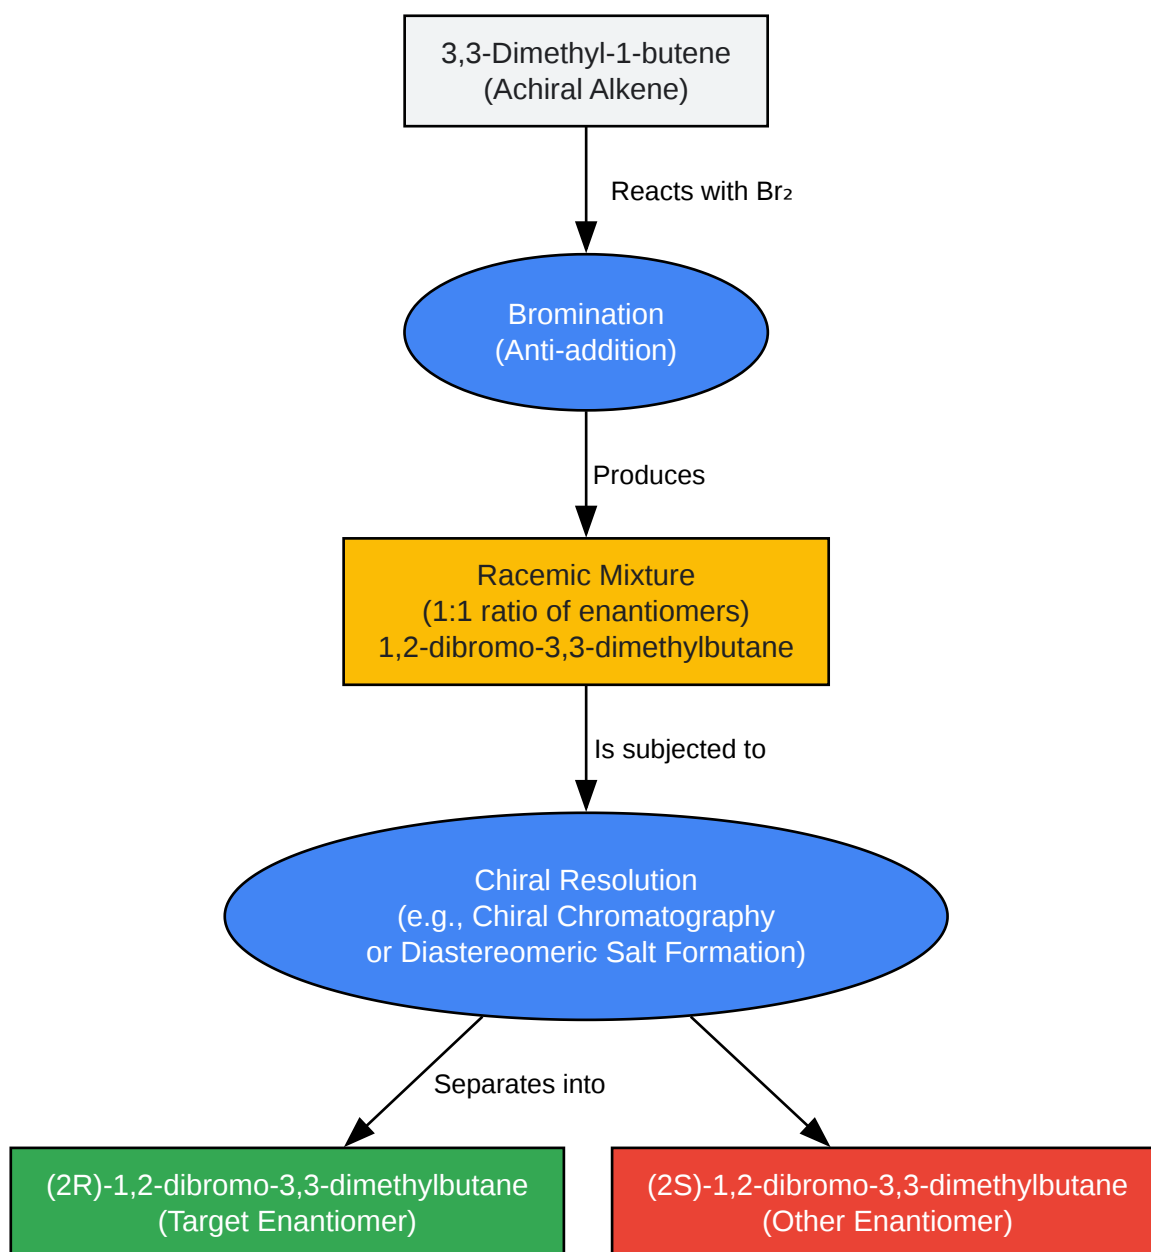 3,3-Dimethyl-1-butene
(Achiral Alkene)
Reacts with Br₂
Bromination
(Anti-addition)
Produces
Racemic Mixture
(1:1 ratio of enantiomers)
1,2-dibromo-3,3-dimethylbutane
Is subjected to
Chiral Resolution
(e.g., Chiral Chromatography
or Diastereomeric Salt Formation)
Separates into
(2R)-1,2-dibromo-3,3-dimethylbutane
(Target Enantiomer)
(2S)-1,2-dibromo-3,3-dimethylbutane
(Other Enantiomer)